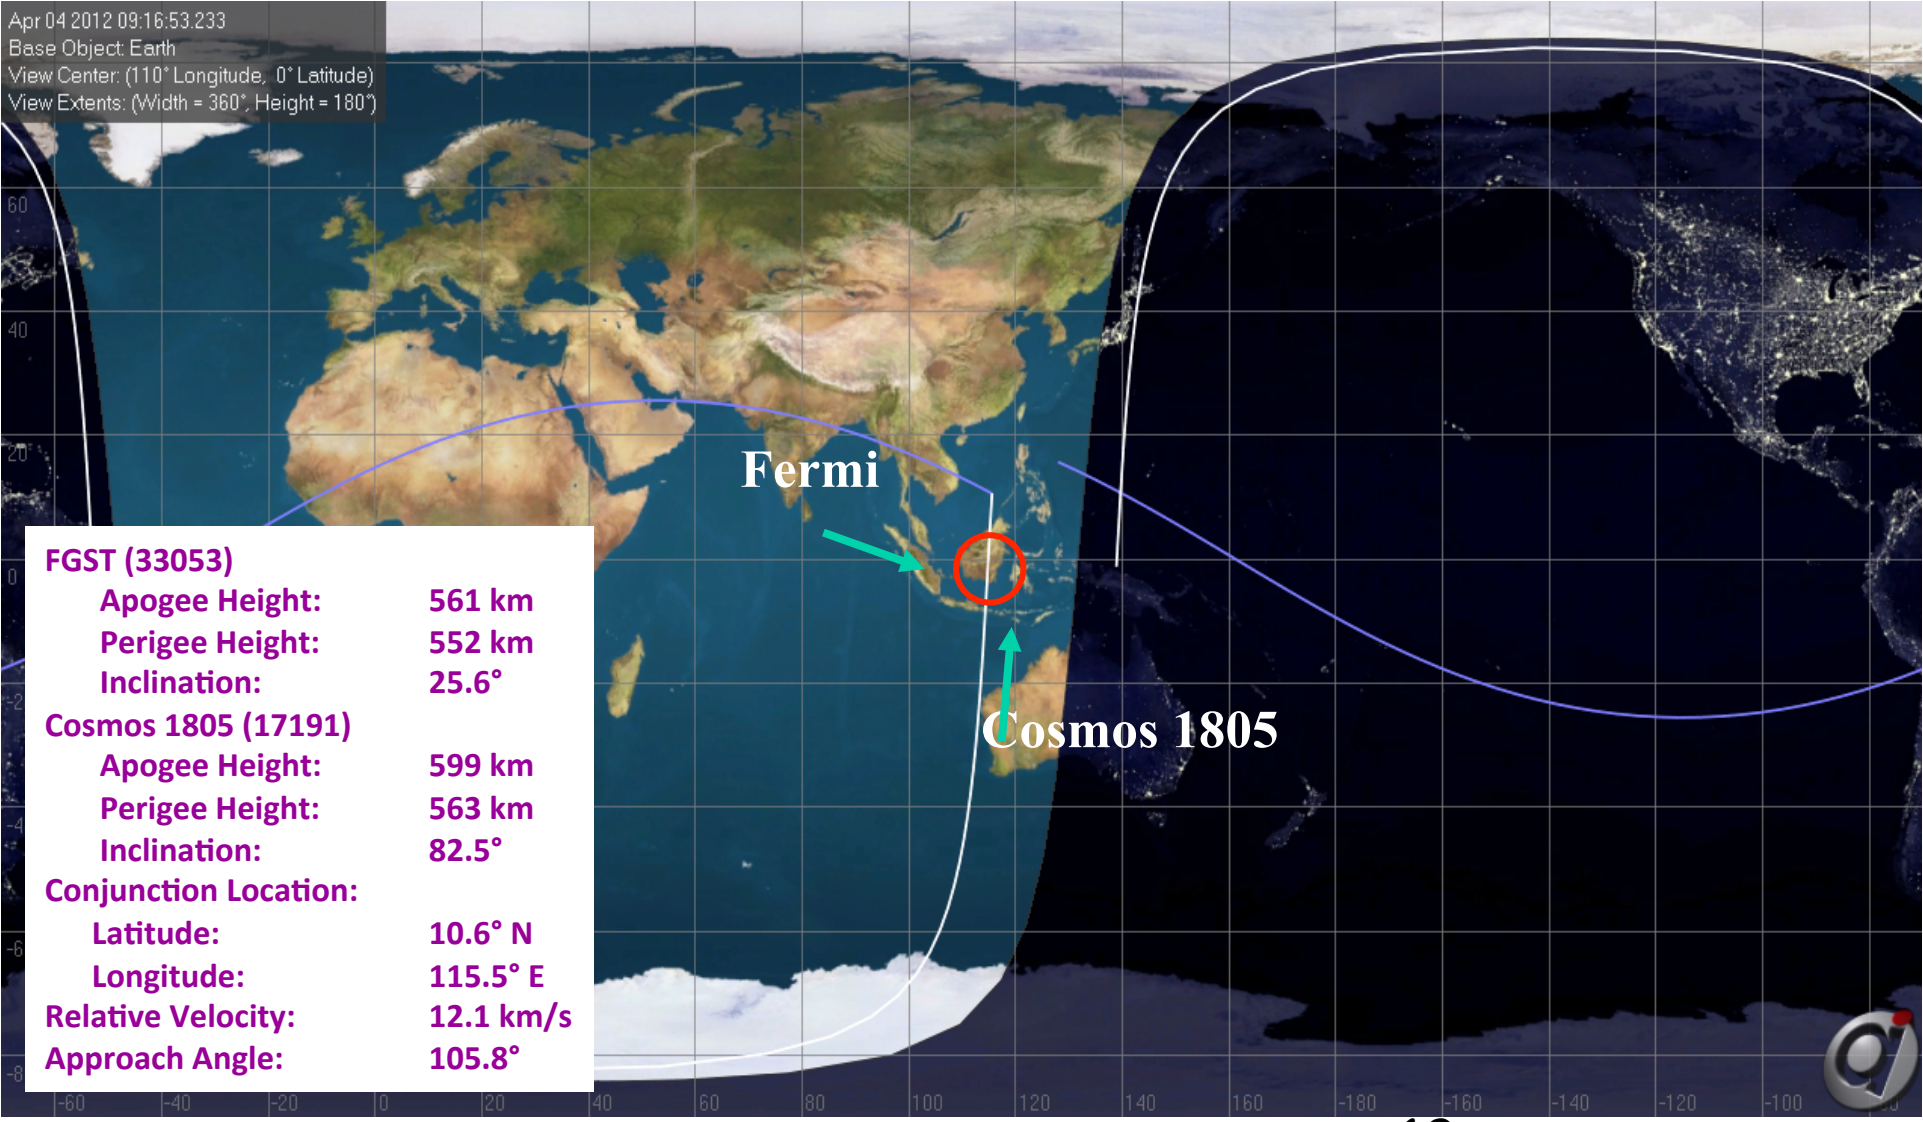 Apr 04 2012 09:16:53.233
Base Object: Earth
View Center: (110° Longitude, 0° Latitude)
View Extents: (Width = 360°, Height = 180°)
60
40
20°
0
Fermi
Cosmos 1805
FGST (33053)
Apogee Height: 561 km
Perigee Height: 552 km
Inclination: 25.6°
Cosmos 1805 (17191)
Apogee Height: 599 km
Perigee Height: 563 km
Inclination: 82.5°
Conjunction Location:
Latitude: 10.6° N
Longitude: 115.5° E
Relative Velocity: 12.1 km/s
Approach Angle: 105.8°
-2
-4
-6
-8
-60 -40 -20 0 20 40 60 80 100 120 140 160 -180 -160 -140 -120 -100